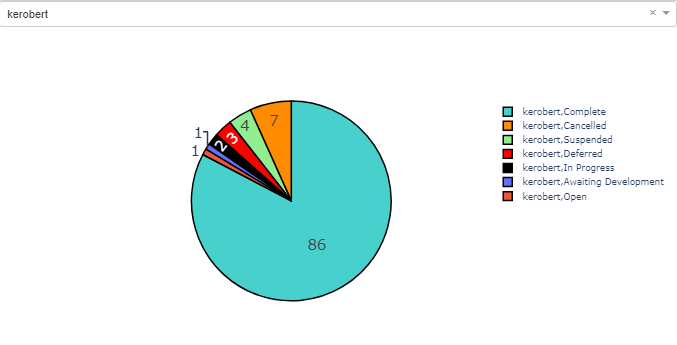 kerobert
× 
7
4
3
2
1
1
86
kerobert,Complete
kerobert,Cancelled
kerobert,Suspended
kerobert,Deferred
kerobert,In Progress
kerobert,Awaiting Development
kerobert,Open